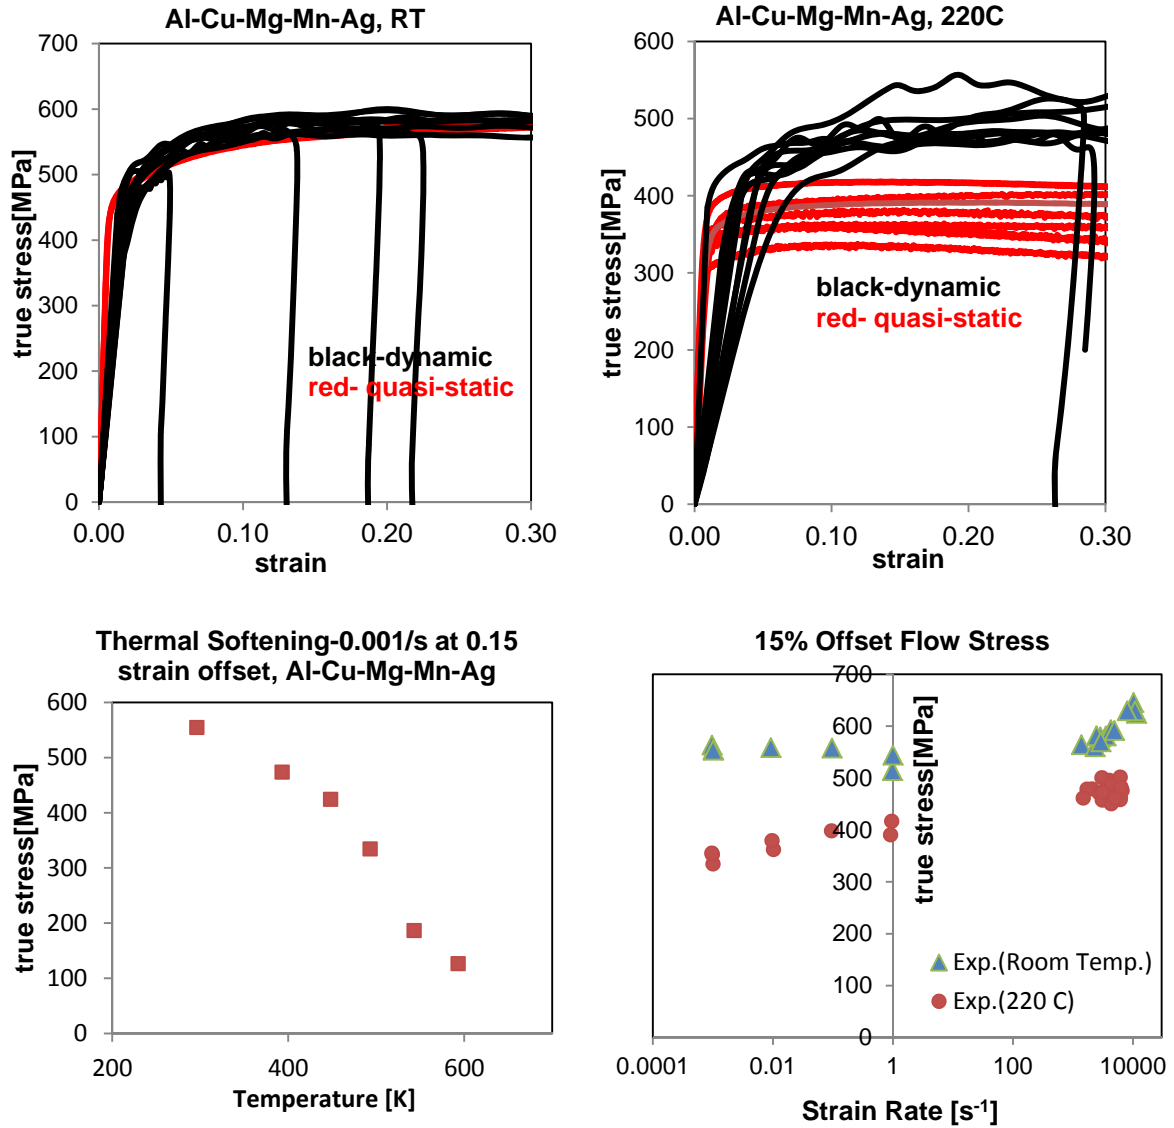 Al-Cu-Mg-Mn-Ag, RT
700
600
500
400
300
200
100
0
true stress[MPa]
black-dynamic
red- quasi-static
0.00
0.10
0.20
0.30
strain
Al-Cu-Mg-Mn-Ag, 220C
600
500
400
300
200
100
0
true stress[MPa]
black-dynamic
red- quasi-static
0.00
0.10
0.20
0.30
strain
Thermal Softening-0.001/s at 0.15
strain offset, Al-Cu-Mg-Mn-Ag
600
500
400
300
200
100
0
true stress[MPa]
200
400
600
Temperature [K]
15% Offset Flow Stress
700
600
500
400
300
200
100
0
true stress[MPa]
Exp.(Room Temp.)
Exp.(220 C)
0.0001
0.01
1
100
10000
Strain Rate [s⁻¹]